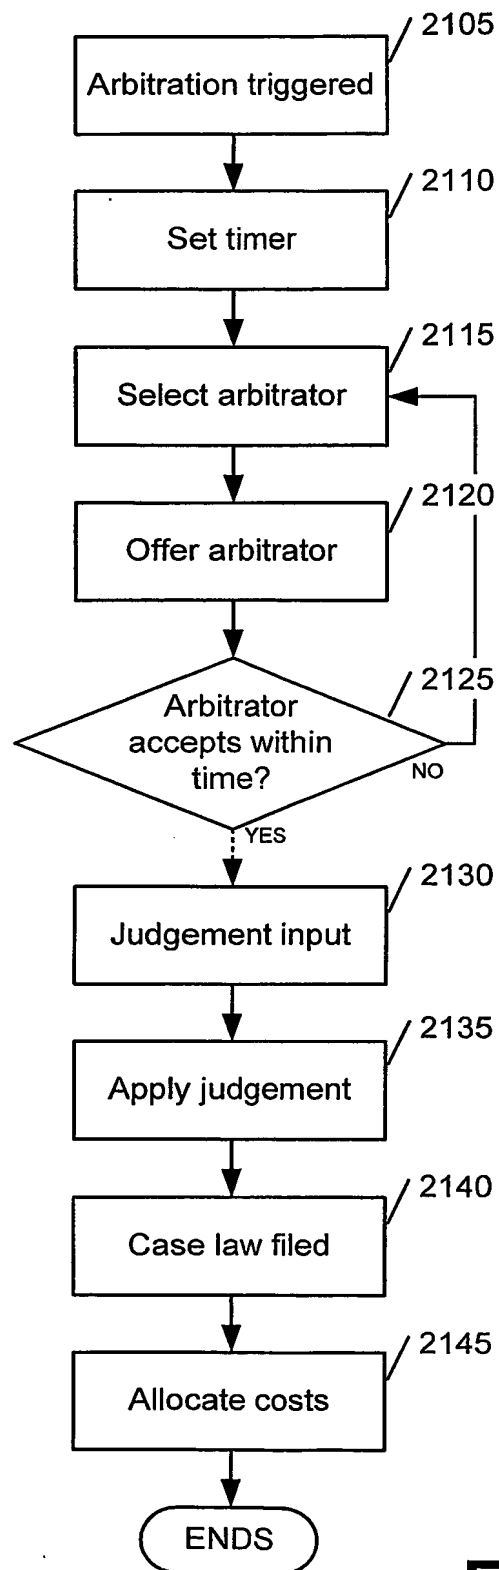 2105
Arbitration triggered
2110
Set timer
2115
Select arbitrator
2120
Offer arbitrator
2125
Arbitrator
accepts within
time?
NO
YES
2130
Judgement input
2135
Apply judgement
2140
Case law filed
2145
Allocate costs
ENDS